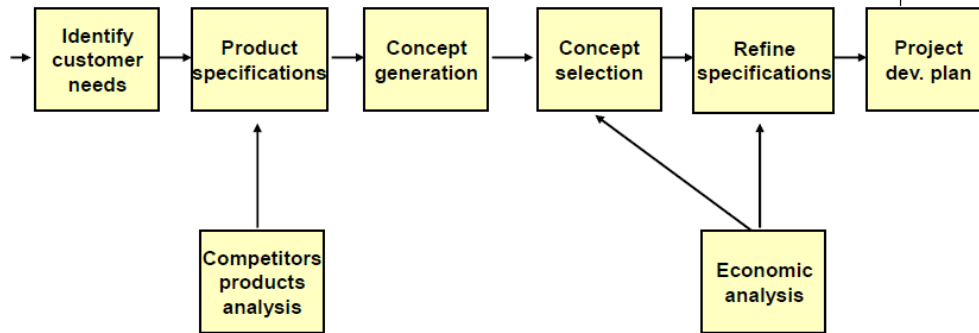 Identify
customer
needs
Product
specifications
Concept
generation
Concept
selection
Refine
specifications
Project
dev. plan
Competitors
products
analysis
Economic
analysis